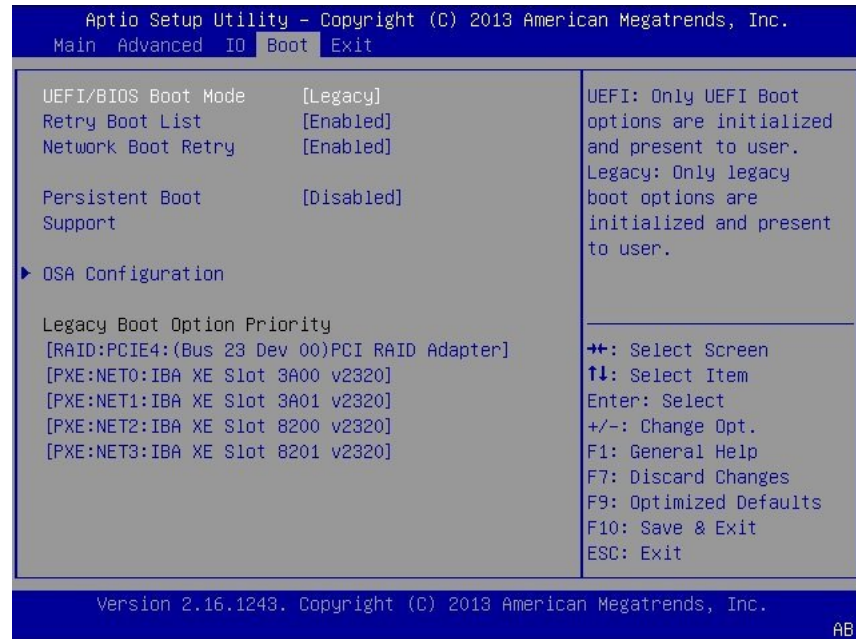 Aptio Setup Utility – Copyright (C) 2013 American Megatrends, Inc.
Main Advanced IO Boot Exit
UEFI/BIOS Boot Mode [Legacy]
Retry Boot List [Enabled]
Network Boot Retry [Enabled]
Persistent Boot Support [Disabled]
OSA Configuration
Legacy Boot Option Priority
[RAID:PCIE4:(Bus 23 Dev 00)PCI RAID Adapter]
[PXE:NET0:IBA XE Slot 3A00 v2320]
[PXE:NET1:IBA XE Slot 3A01 v2320]
[PXE:NET2:IBA XE Slot 8200 v2320]
[PXE:NET3:IBA XE Slot 8201 v2320]
UEFI: Only UEFI Boot
options are initialized
and present to user.
Legacy: Only legacy
boot options are
initialized and present
to user.
→←: Select Screen
↑↓: Select Item
Enter: Select
+/-: Change Opt.
F1: General Help
F7: Discard Changes
F9: Optimized Defaults
F10: Save & Exit
ESC: Exit
Version 2.16.1243. Copyright (C) 2013 American Megatrends, Inc.
AB